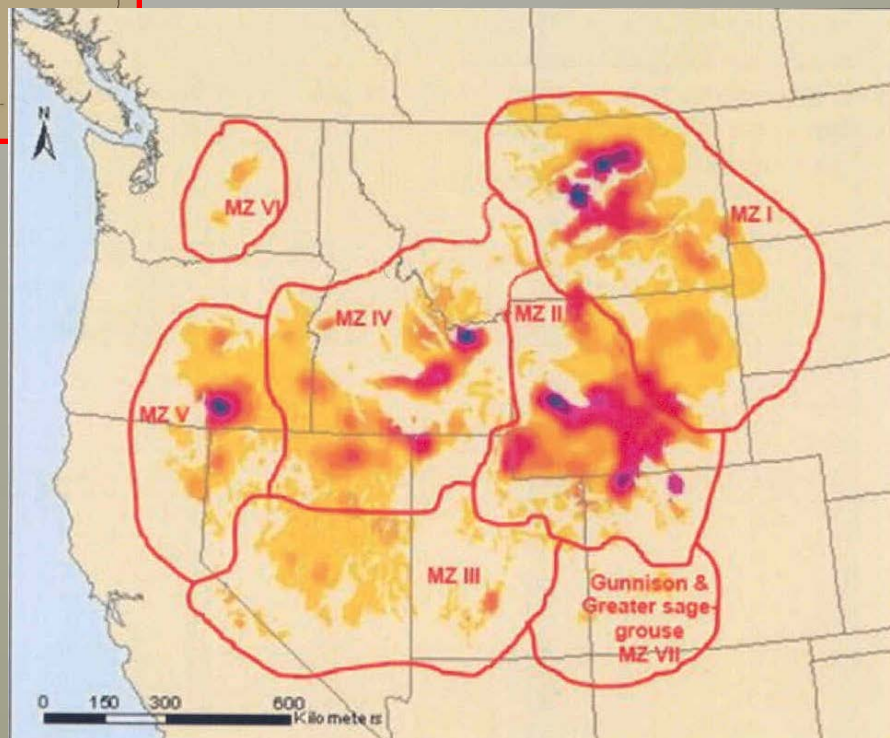 N
MZ VI
MZ I
MZ IV
MZ II
MZ V
MZ III
Gunnison &
Greater sage-
grouse
MZ VII
0 150 300 600
Kilometers